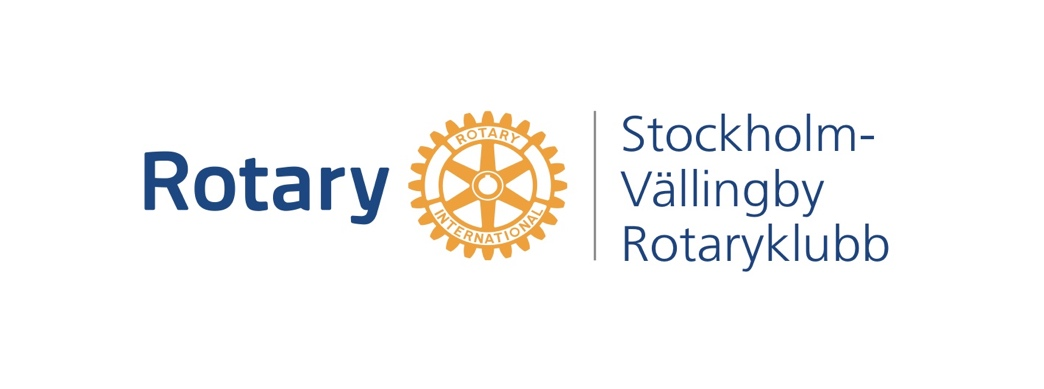 Rotary
ROTARY
INTERNATIONAL
Stockholm-
Vällingby
Rotaryklubb